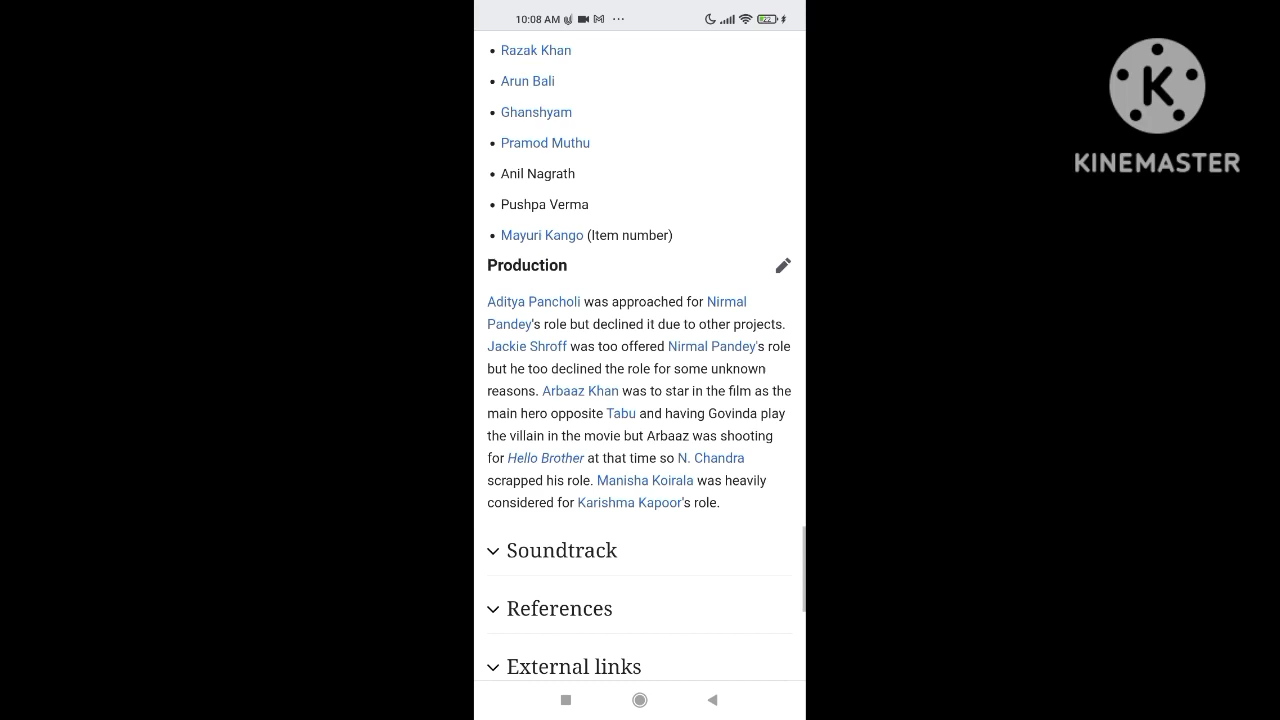 10:08 AM
Razak Khan
Arun Bali
Ghanshyam
Pramod Muthu
Anil Nagrath
Pushpa Verma
Mayuri Kango (Item number)
Production
Aditya Pancholi was approached for Nirmal
Pandey's role but declined it due to other projects.
Jackie Shroff was too offered Nirmal Pandey's role
but he too declined the role for some unknown
reasons. Arbaaz Khan was to star in the film as the
main hero opposite Tabu and having Govinda play
the villain in the movie but Arbaaz was shooting
for Hello Brother at that time so N. Chandra
scrapped his role. Manisha Koirala was heavily
considered for Karishma Kapoor's role.
Soundtrack
References
External links
K
KINEMASTER